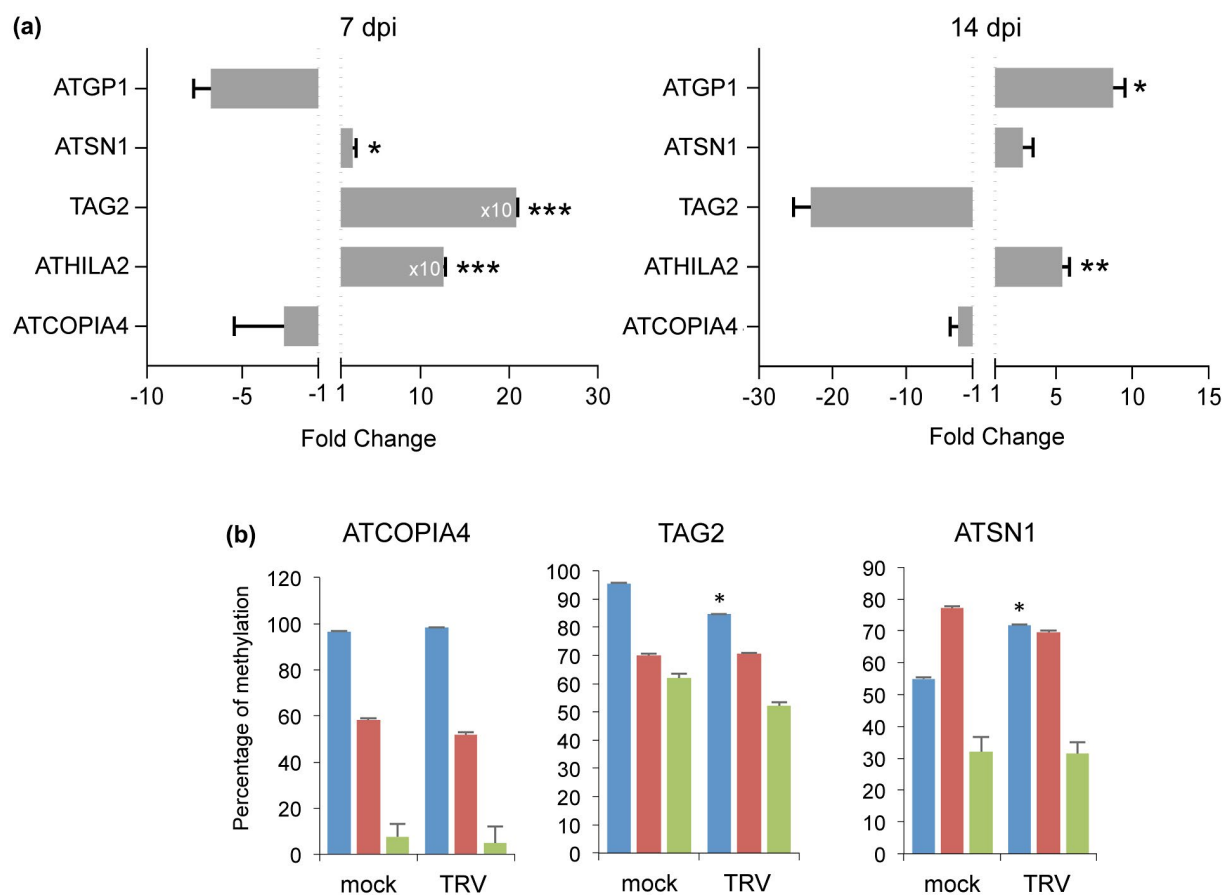 (a) 7 dpi 14 dpi
ATGP1 ATGP1 *
ATSN1 * ATSN1
TAG2 x10 *** TAG2
ATHILA2 x10 *** ATHILA2 **
ATCOPIA4 ATCOPIA4
-10 -5 -1 1 10 20 30 -30 -20 -10 -1 1 5 10 15
Fold Change Fold Change
(b) ATCOPIA4 TAG2 ATSN1
Percentage of methylation
120
100
80
60
40
20
0
mock TRV
100
90
80
70
60
50
40
30
20
10
0
*
mock TRV
90
80
70
60
50
40
30
20
10
0
*
mock TRV